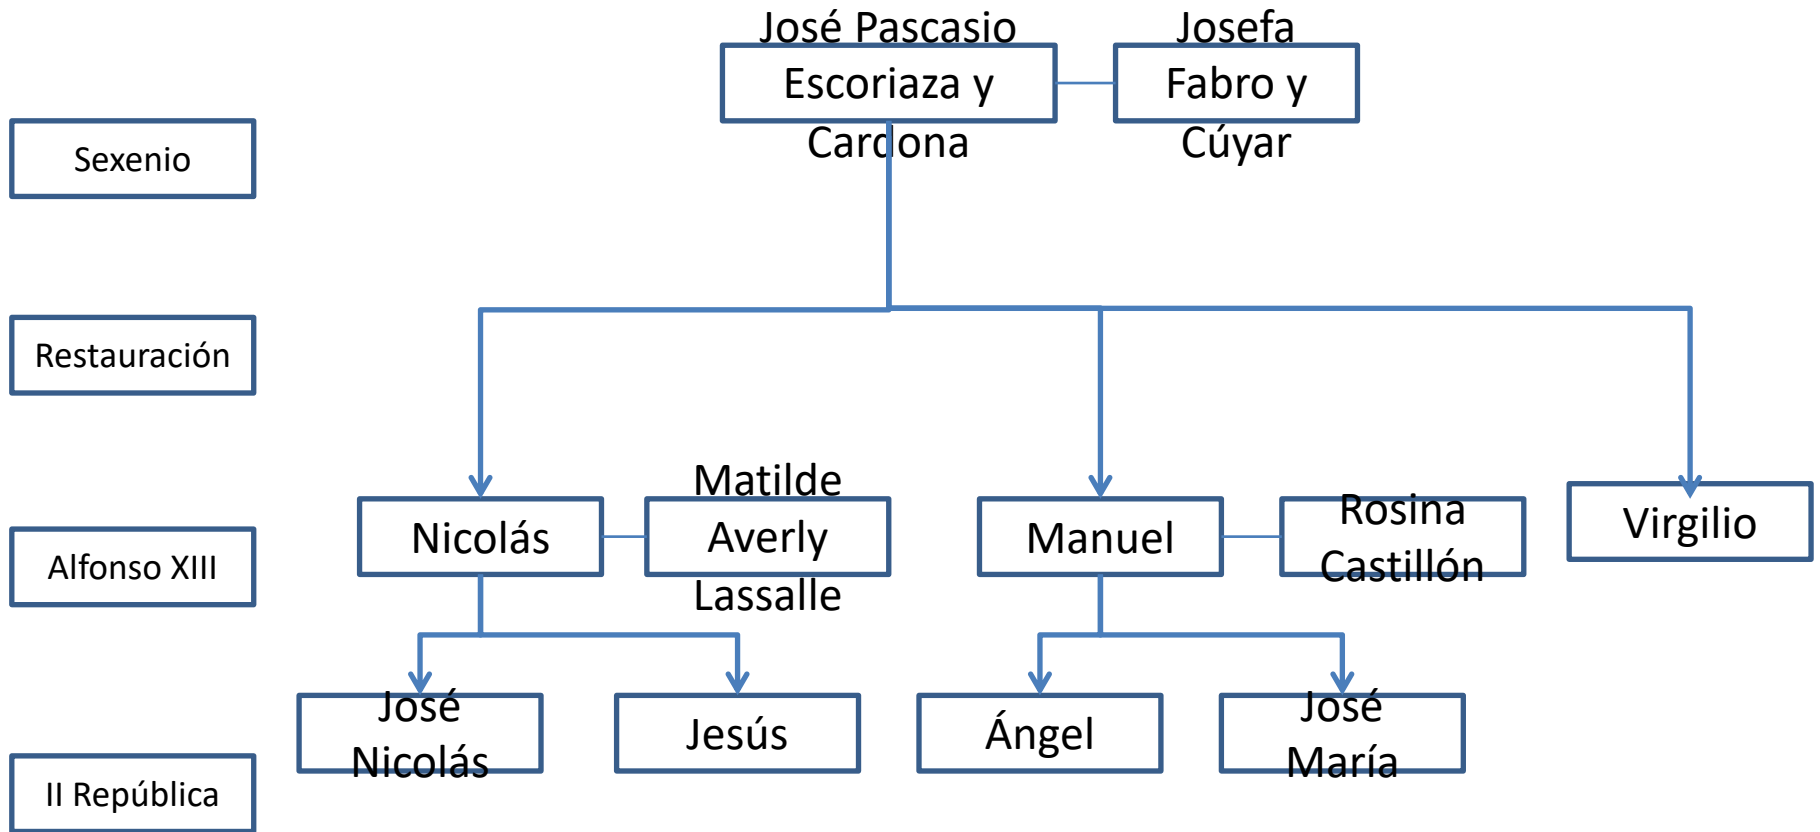 José Pascasio
Escoriaza y
Cardona
Josefa
Fabro y
Cúyar
Sexenio
Restauración
Nicolás
Matilde
Averly
Lassalle
Manuel
Rosina
Castillón
Virgilio
Alfonso XIII
José
Nicolás
Jesús
Ángel
José
María
II República